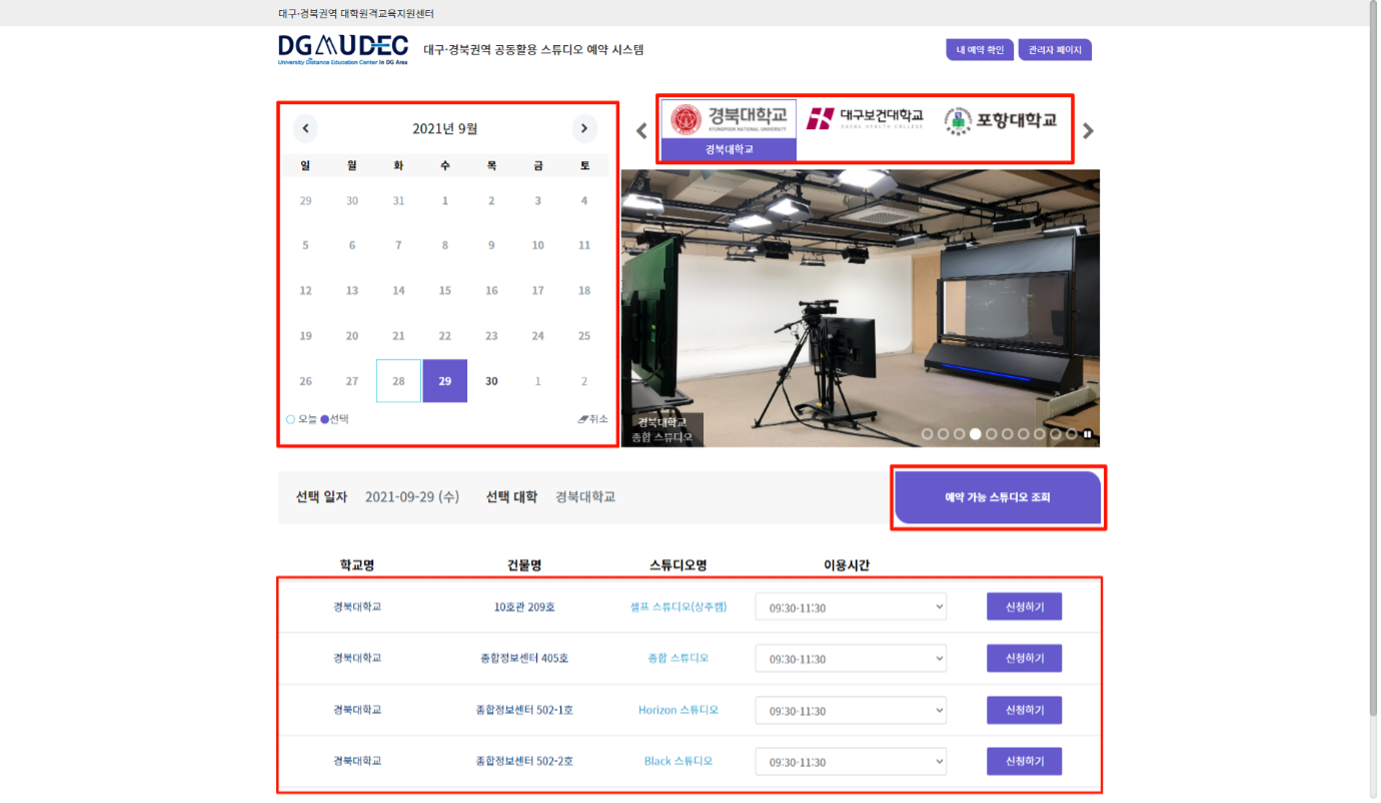 대구·경북권역 대학원격교육지원센터
DGMUDEC
University Distance Education Center In DG Area
대구·경북권역 공동활용 스튜디오 예약 시스템
내 예약 확인
관리자 페이지
2021년 9월
일 월 화 수 목 금 토
29 30 31 1 2 3 4
5 6 7 8 9 10 11
12 13 14 15 16 17 18
19 20 21 22 23 24 25
26 27 28 29 30 1 2
오늘 선택 취소
경북대학교
KYUNGPOOK NATIONAL UNIVERSITY
경북대학교
대구보건대학교
DAEGU HEALTH COLLEGE
포항대학교
경북대학교
종합 스튜디오
선택 일자 2021-09-29 (수) 선택 대학 경북대학교
예약 가능 스튜디오 조회
학교명 건물명 스튜디오명 이용시간
경북대학교 10호관 209호 셀프 스튜디오(상주캠) 09:30-11:30 신청하기
경북대학교 종합정보센터 405호 종합 스튜디오 09:30-11:30 신청하기
경북대학교 종합정보센터 502-1호 Horizon 스튜디오 09:30-11:30 신청하기
경북대학교 종합정보센터 502-2호 Black 스튜디오 09:30-11:30 신청하기